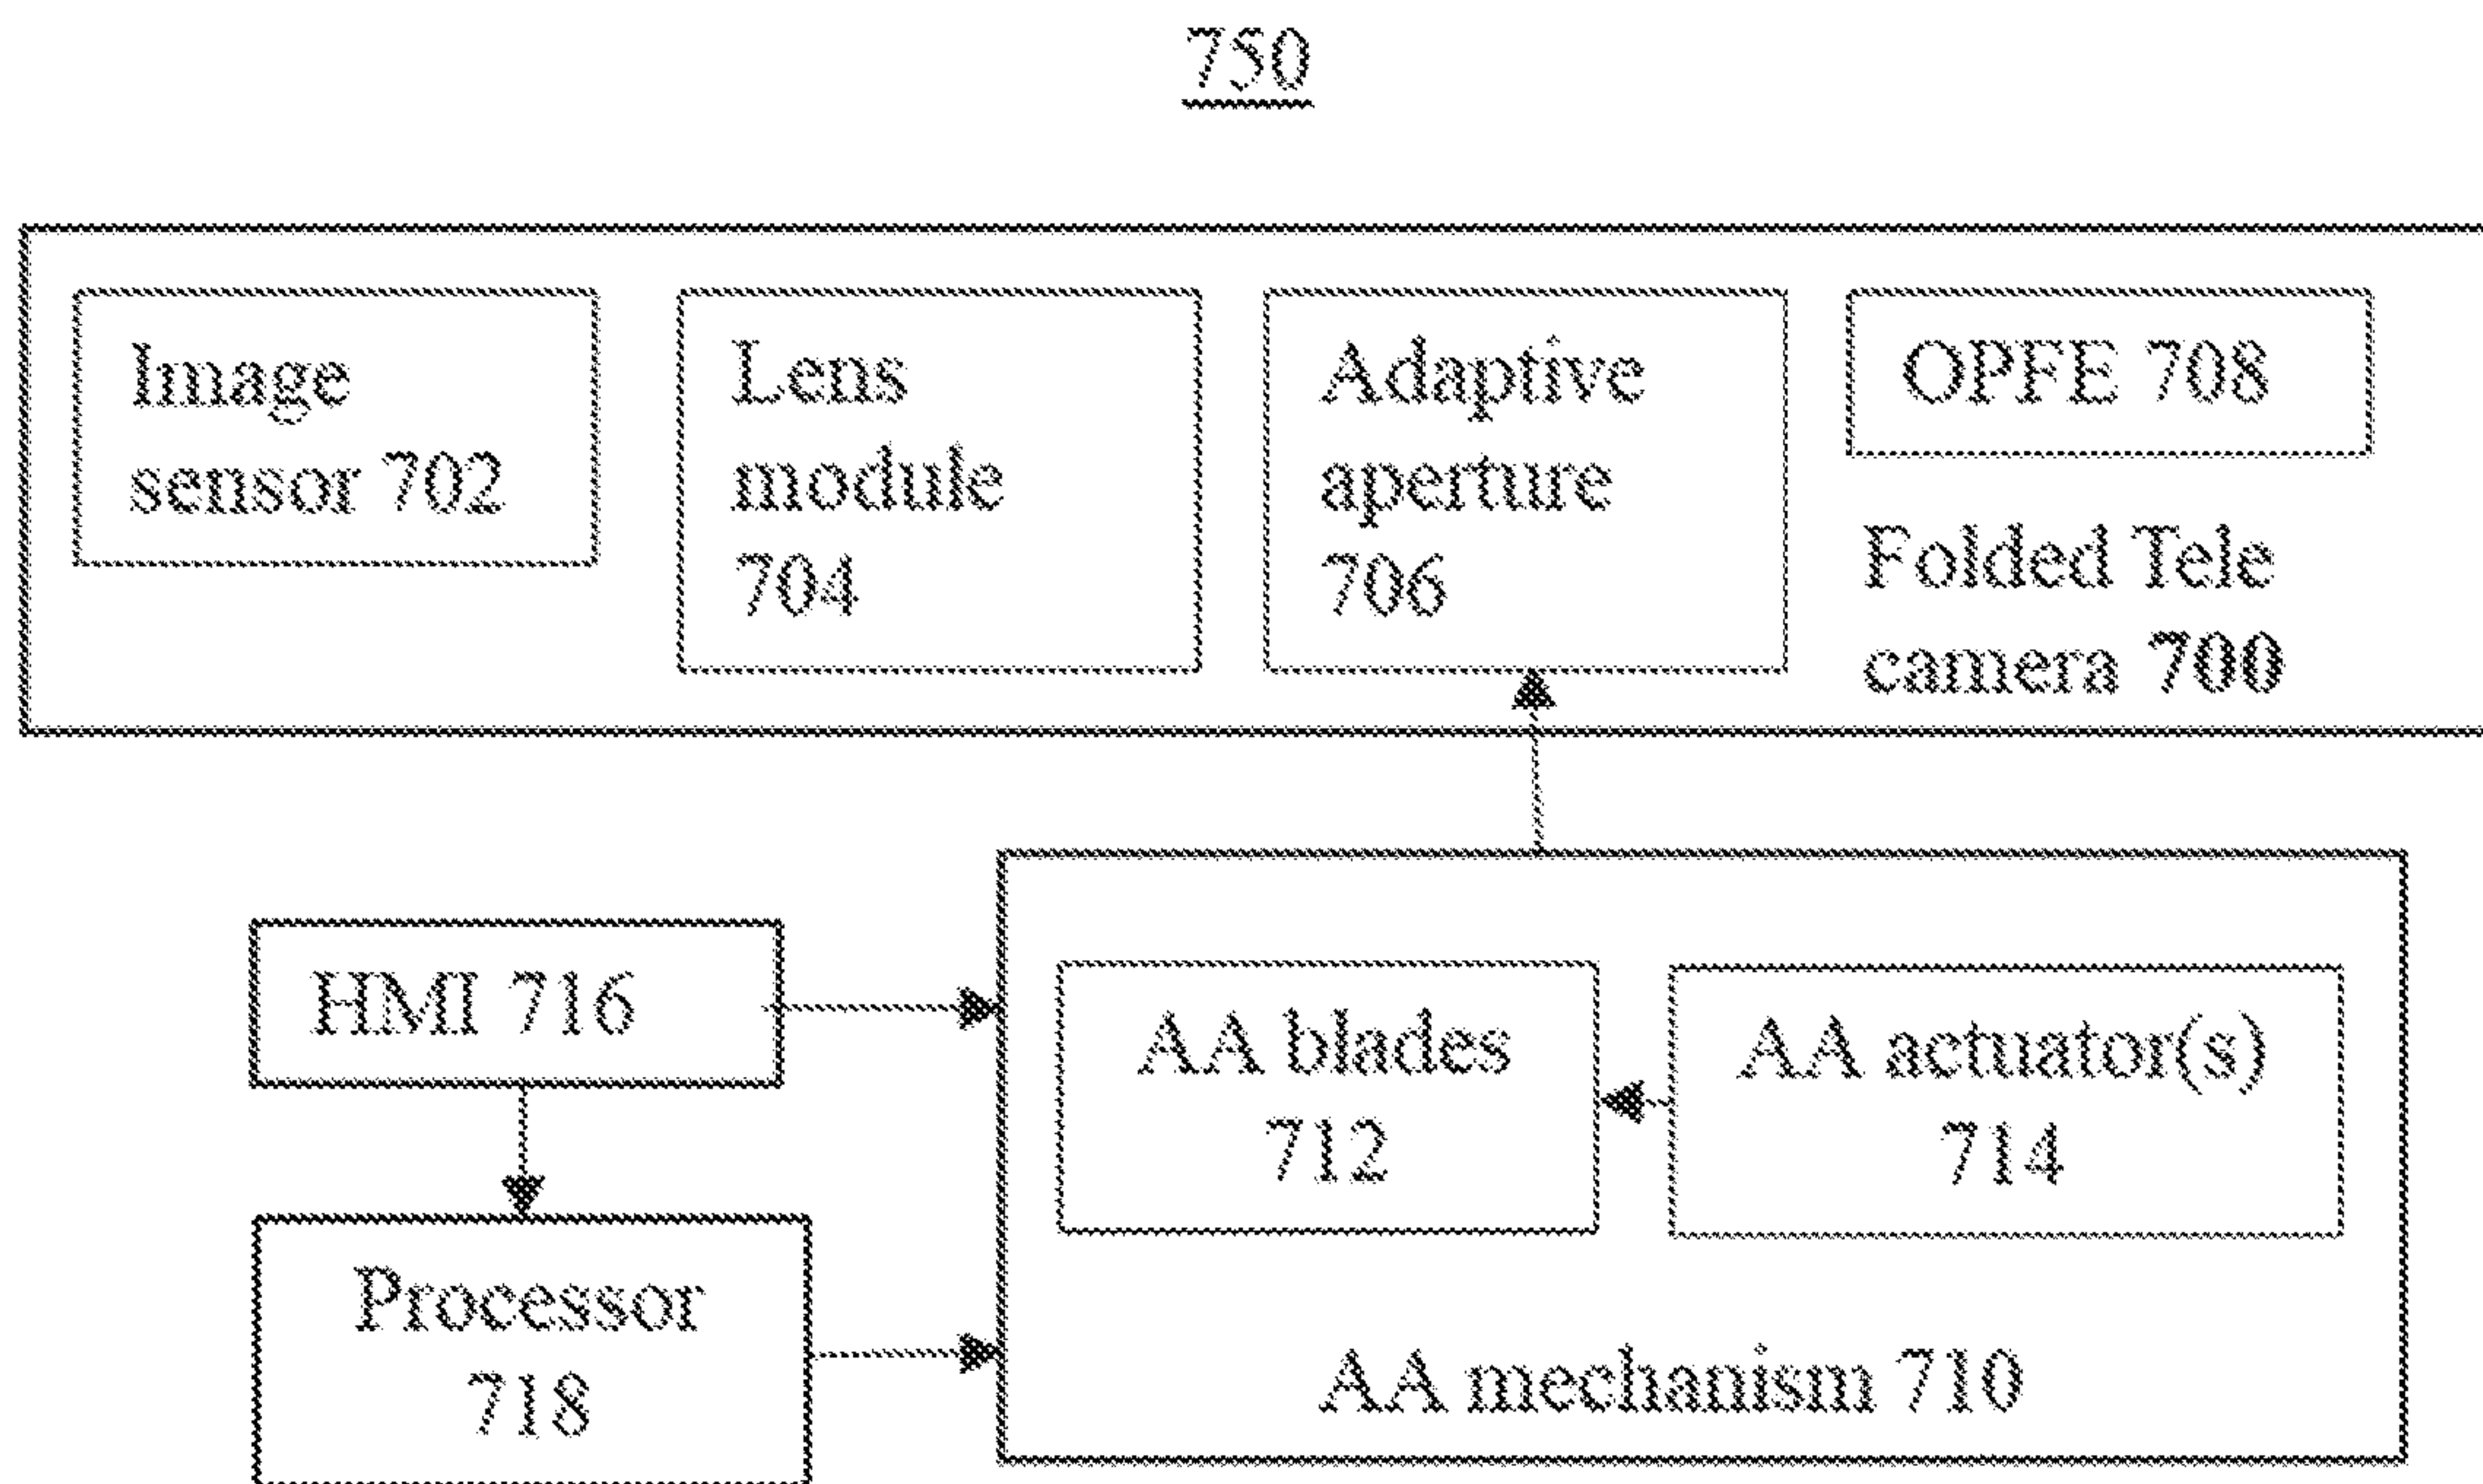 750
Image
sensor 702
Lens
module
704
Adaptive
aperture
706
OPFE 708
Folded Tele
camera 700
HMI 716
AA blades
712
AA actuator(s)
714
Processor
718
AA mechanism 710